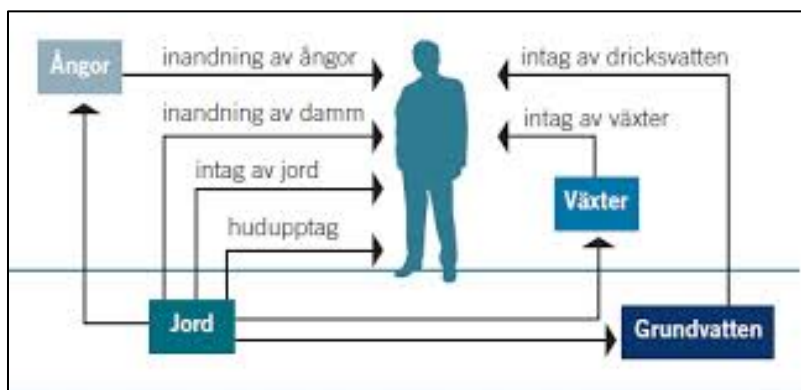 Ångor
inandning av ångor
intag av dricksvatten
inandning av damm
intag av växter
intag av jord
Växter
hudupptag
Jord
Grundvatten